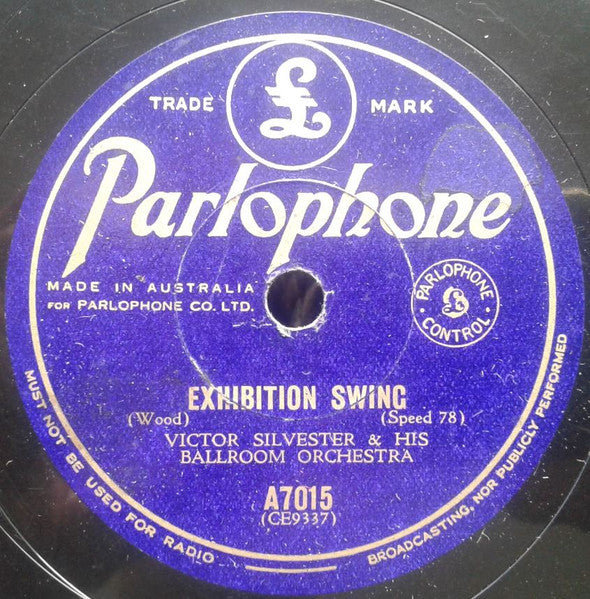 £
TRADE MARK
Parlophone
MADE IN AUSTRALIA
FOR PARLOPHONE CO. LTD.
PARLOPHONE
£
· CONTROL ·
EXHIBITION SWING
(Wood) (Speed 78)
VICTOR SILVESTER & HIS
BALLROOM ORCHESTRA
A7015
(CE9337)
MUST NOT BE USED FOR RADIO BROADCASTING, NOR PUBLICLY PERFORMED